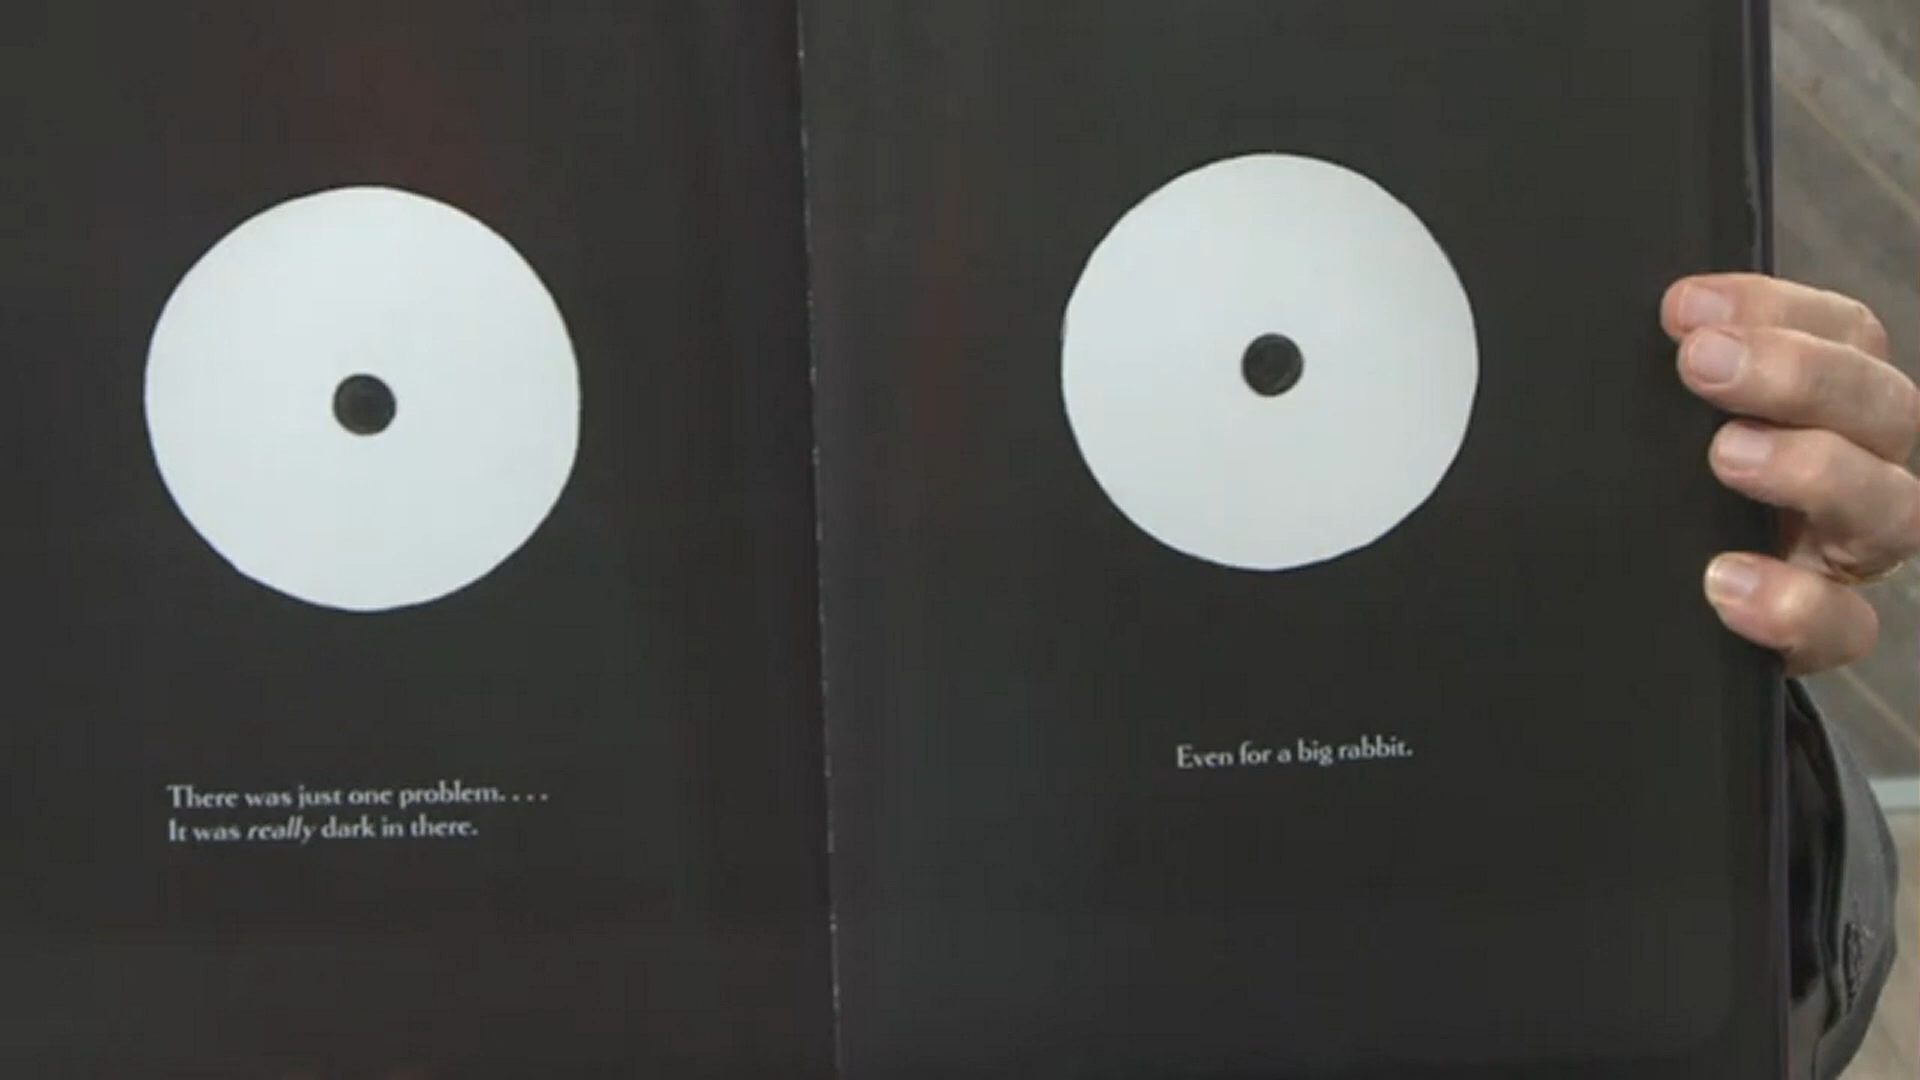 There was just one problem. . . .
It was really dark in there.
Even for a big rabbit.